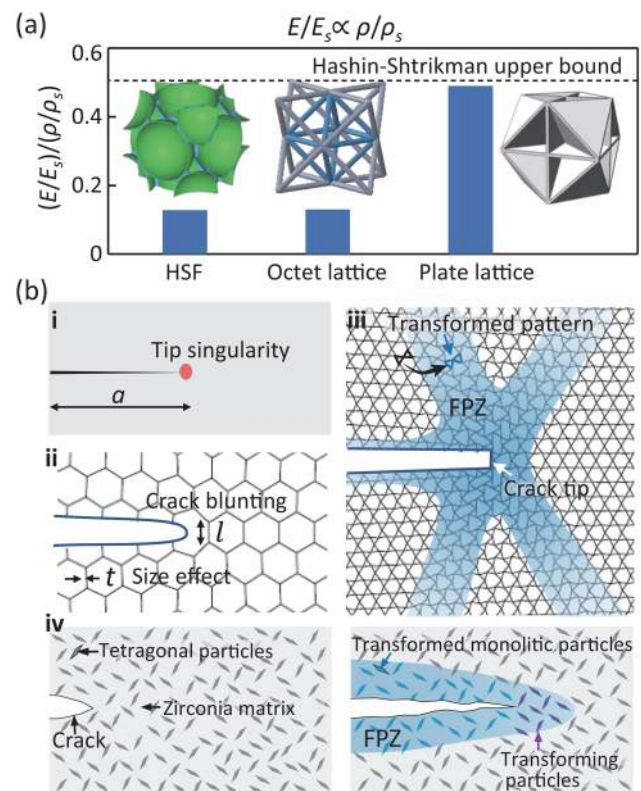 (a)
E/Eₛ ∝ ρ/ρₛ
Hashin-Shtrikman upper bound
(E/Eₛ)/(ρ/ρₛ)
0.6
0.4
0.2
0
HSF
Octet lattice
Plate lattice
(b)
i
Tip singularity
a
ii
Crack blunting
l
t
Size effect
iii
Transformed pattern
FPZ
Crack tip
iv
Tetragonal particles
Zirconia matrix
Crack
Transformed monolitic particles
FPZ
Transforming
particles